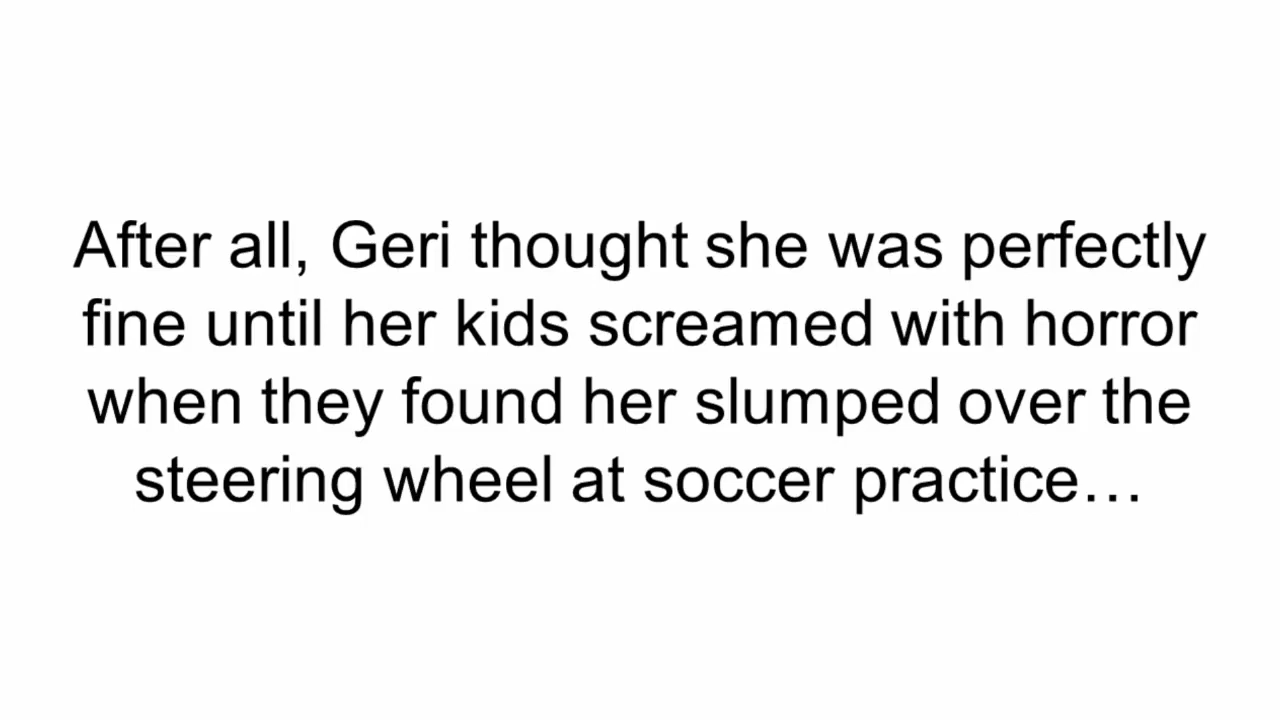 After all, Geri thought she was perfectly
fine until her kids screamed with horror
when they found her slumped over the
steering wheel at soccer practice…